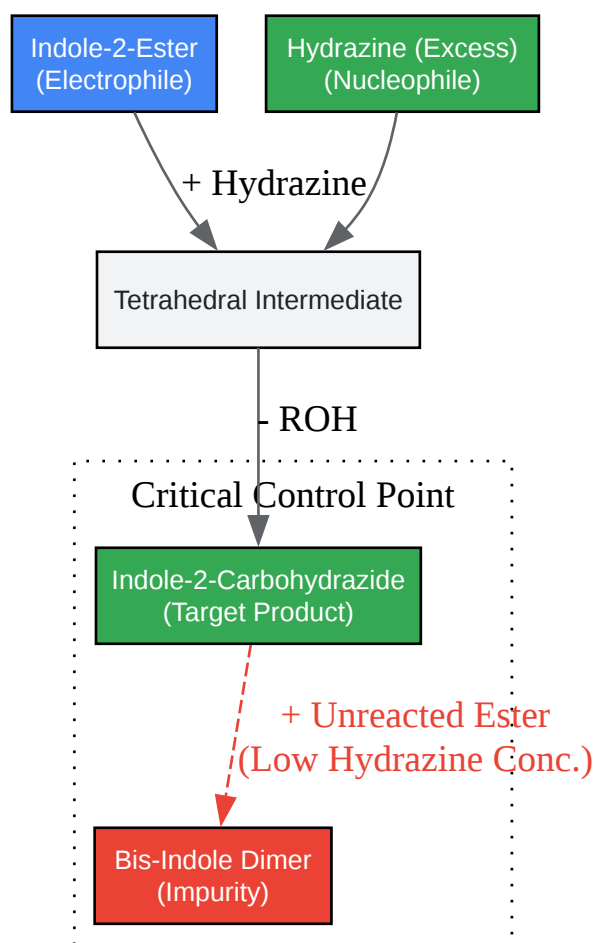 Indole-2-Ester
(Electrophile)
Hydrazine (Excess)
(Nucleophile)
+ Hydrazine
Tetrahedral Intermediate
- ROH
Critical Control Point
Indole-2-Carbohydrazide
(Target Product)
+ Unreacted Ester
(Low Hydrazine Conc.)
Bis-Indole Dimer
(Impurity)